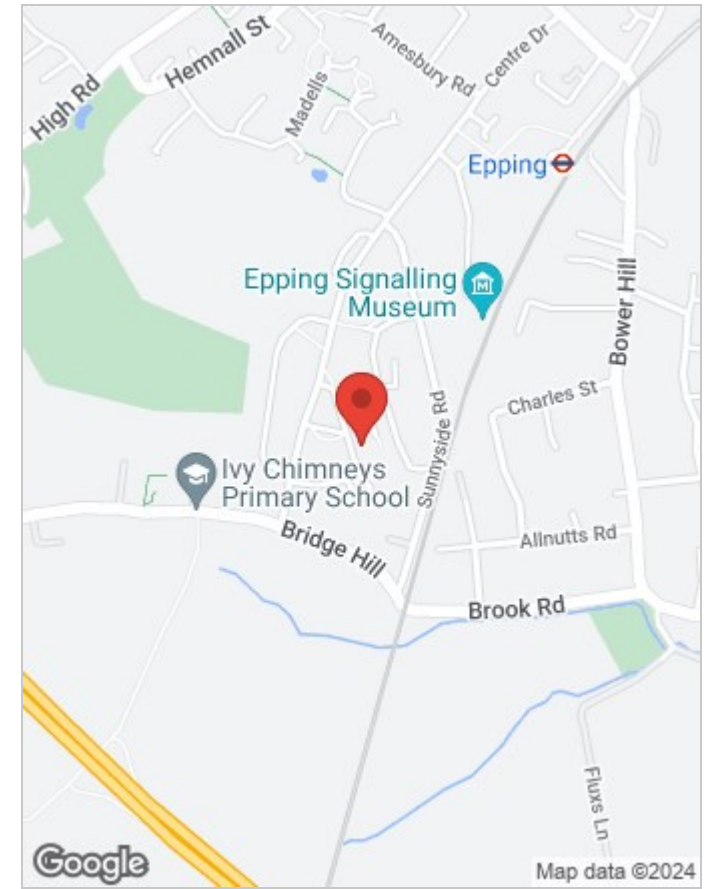 Hemnall St
High Rd
Madells
Amesbury Rd
Centre Dr
Epping
Epping Signalling
Museum
Bower Hill
Charles St
Sunnyside Rd
Ivy Chimneys
Primary School
Bridge Hill
Allnutts Rd
Brook Rd
Fluxs Ln
Google
Map data ©2024